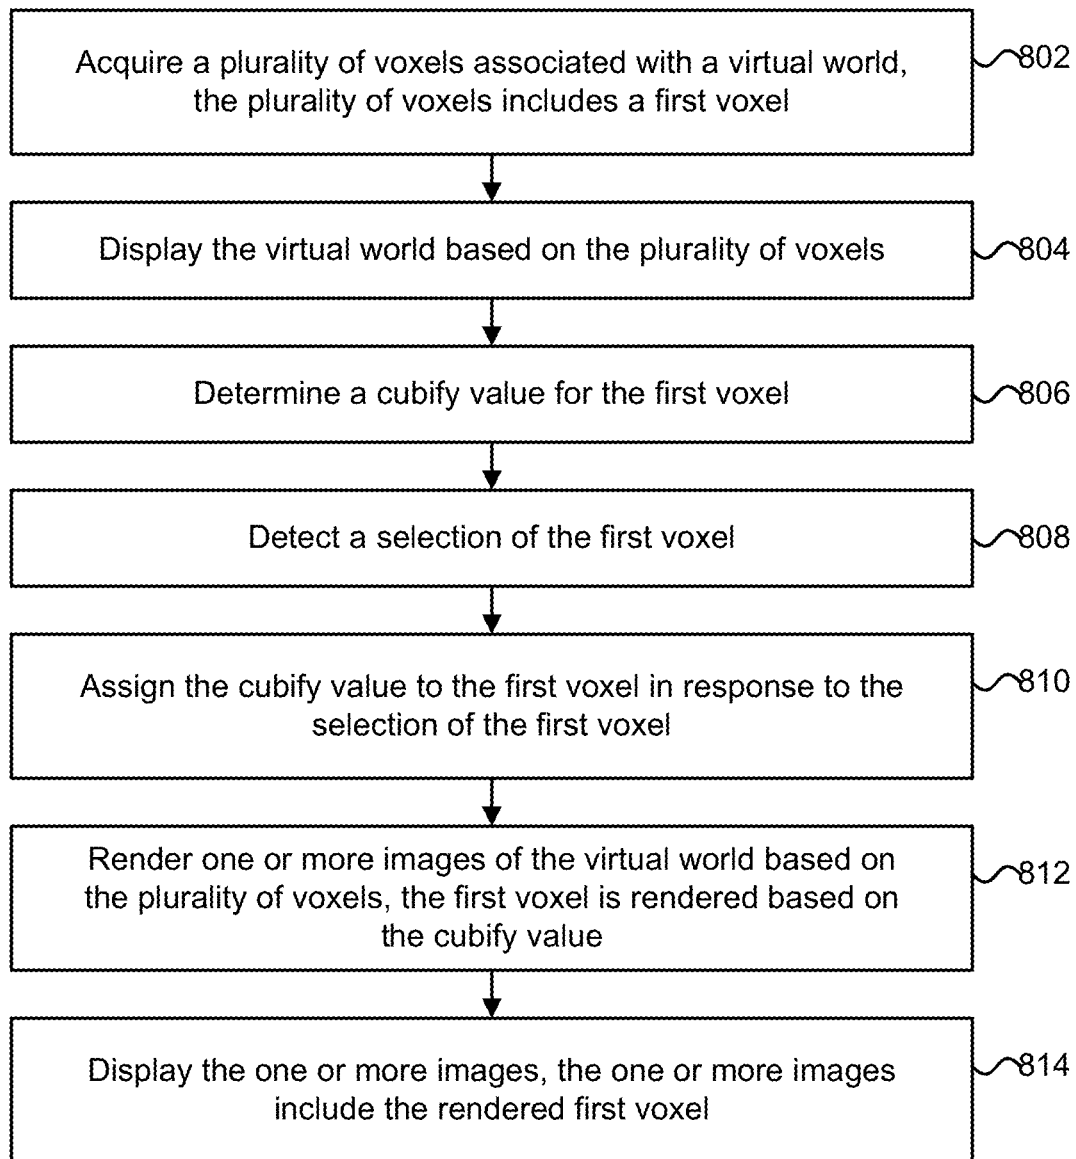 Acquire a plurality of voxels associated with a virtual world,
the plurality of voxels includes a first voxel
802
Display the virtual world based on the plurality of voxels
804
Determine a cubify value for the first voxel
806
Detect a selection of the first voxel
808
Assign the cubify value to the first voxel in response to the
selection of the first voxel
810
Render one or more images of the virtual world based on
the plurality of voxels, the first voxel is rendered based on
the cubify value
812
Display the one or more images, the one or more images
include the rendered first voxel
814